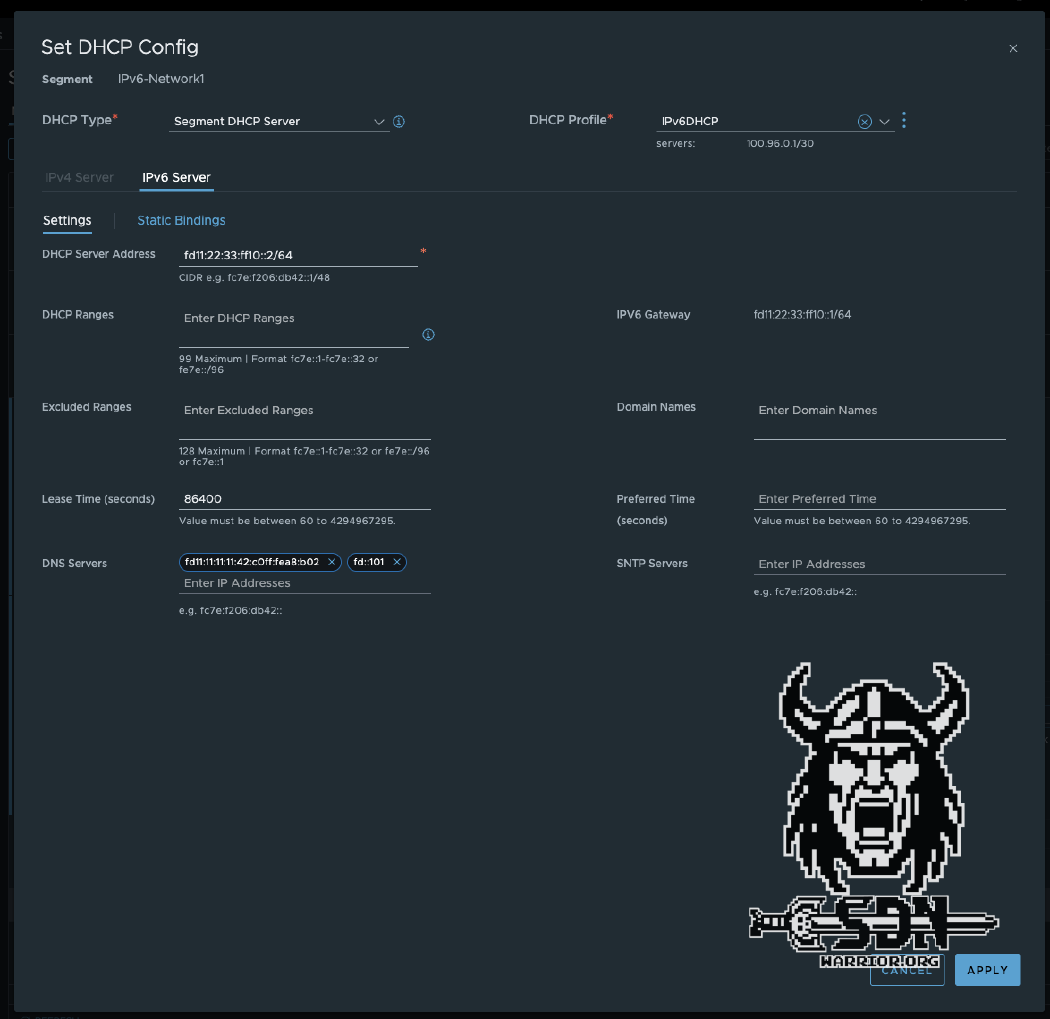 Set DHCP Config
Segment IPv6-Network1
DHCP Type* Segment DHCP Server
DHCP Profile* IPv6DHCP
servers: 100.96.0.1/30
IPv4 Server IPv6 Server
Settings Static Bindings
DHCP Server Address fd11:22:33:ff10::2/64 *
CIDR e.g. fc7e:f206:db42::1/48
DHCP Ranges Enter DHCP Ranges
99 Maximum | Format fc7e::1-fc7e::32 or
fe7e::/96
IPV6 Gateway fd11:22:33:ff10::1/64
Excluded Ranges Enter Excluded Ranges
128 Maximum | Format fc7e::1-fc7e::32 or fe7e::/96
or fc7e::1
Domain Names Enter Domain Names
Lease Time (seconds) 86400
Value must be between 60 to 4294967295.
Preferred Time Enter Preferred Time
(seconds) Value must be between 60 to 4294967295.
DNS Servers fd11:11:11:11:42:c0ff:fea8:b02 fd::101
Enter IP Addresses
e.g. fc7e:f206:db42::
SNTP Servers Enter IP Addresses
e.g. fc7e:f206:db42::
SDN
WARRIOR.ORG
CANCEL APPLY